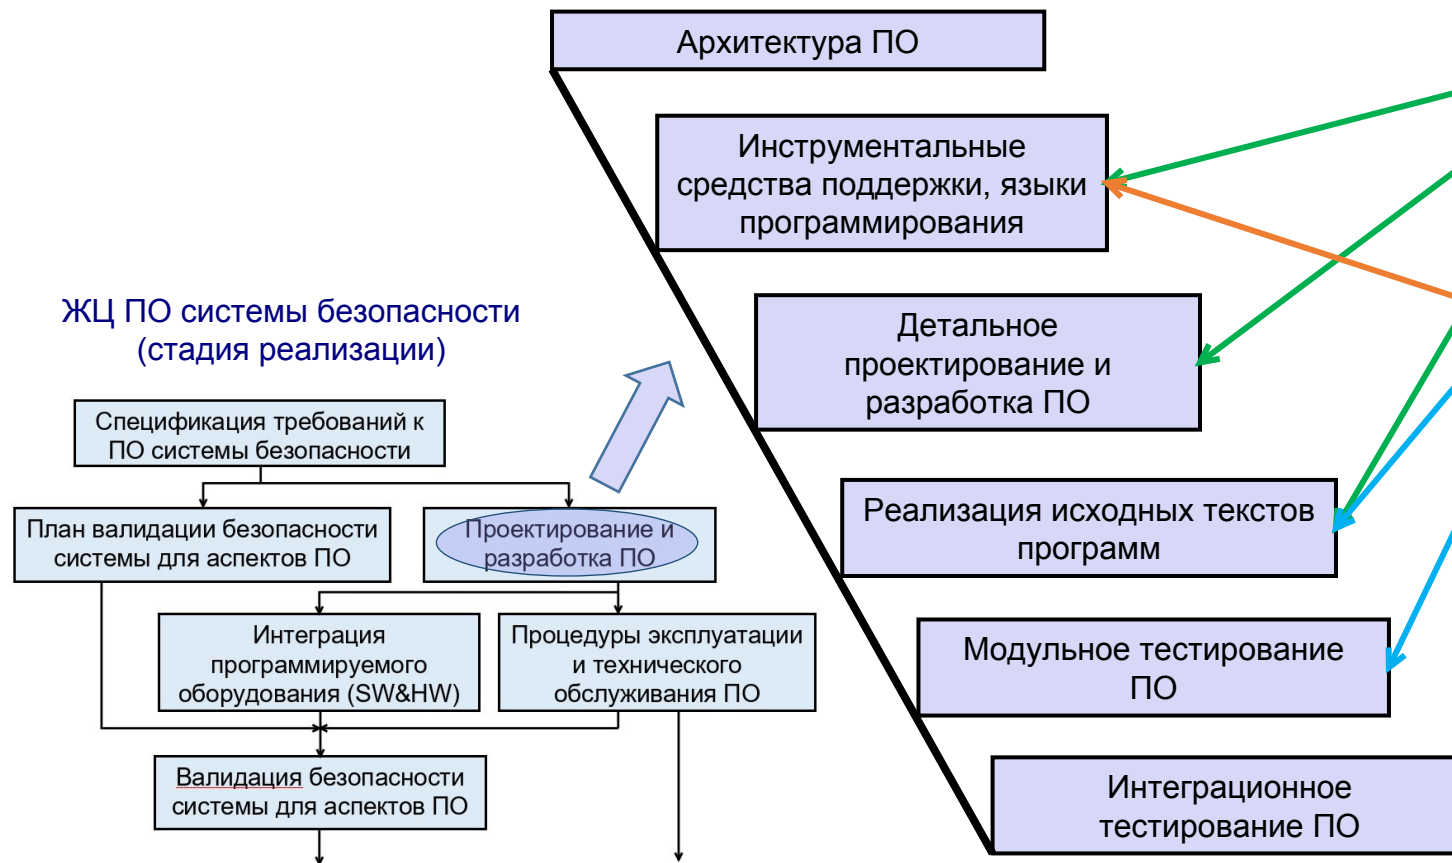 Архитектура ПО
Инструментальные
средства поддержки, языки
программирования
ЖЦ ПО системы безопасности
(стадия реализации)
Детальное
проектирование и
разработка ПО
Спецификация требований к
ПО системы безопасности
План валидации безопасности
системы для аспектов ПО
Проектирование и
разработка ПО
Реализация исходных текстов
программ
Интеграция
программируемого
оборудования (SW&HW)
Процедуры эксплуатации
и технического
обслуживания ПО
Модульное тестирование
ПО
Валидация безопасности
системы для аспектов ПО
Интеграционное
тестирование ПО